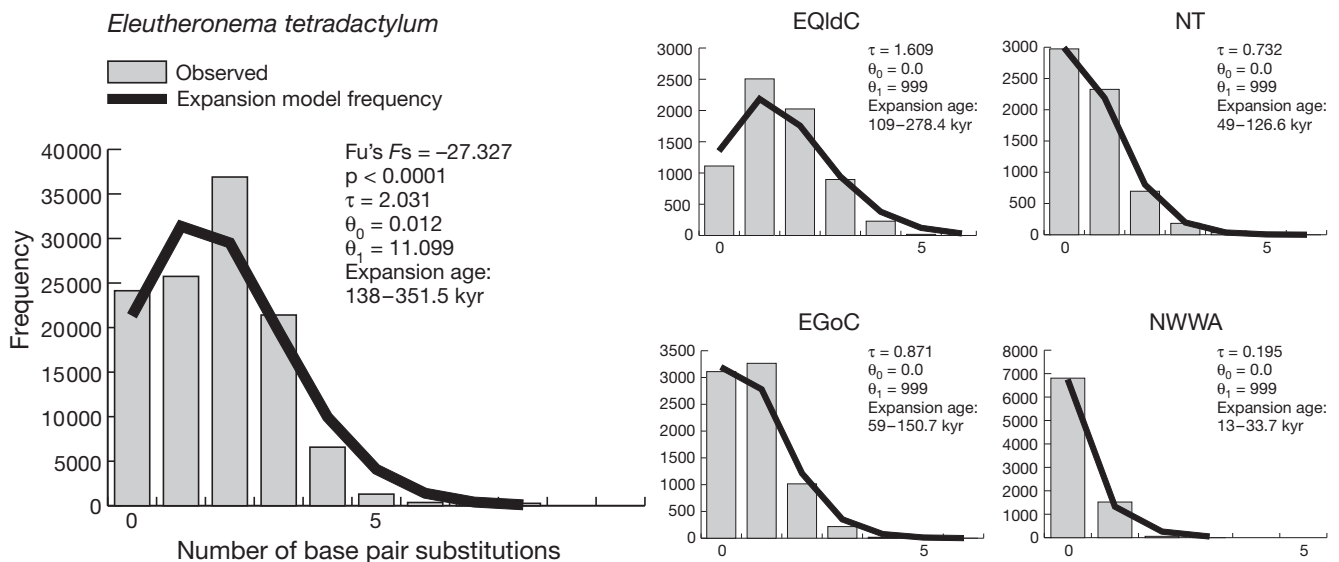 Eleutheronema tetradactylum
Observed
Expansion model frequency
Fu's Fs = –27.327
p < 0.0001
τ = 2.031
θ0 = 0.012
θ1 = 11.099
Expansion age:
138–351.5 kyr
Frequency
40000
35000
30000
25000
20000
15000
10000
5000
0
0 5
Number of base pair substitutions
EQldC
τ = 1.609
θ0 = 0.0
θ1 = 999
Expansion age:
109–278.4 kyr
3000
2500
2000
1500
1000
500
0
0 5
NT
τ = 0.732
θ0 = 0.0
θ1 = 999
Expansion age:
49–126.6 kyr
3000
2500
2000
1500
1000
500
0
0 5
EGoC
τ = 0.871
θ0 = 0.0
θ1 = 999
Expansion age:
59–150.7 kyr
3500
3000
2500
2000
1500
1000
500
0
0 5
NWWA
τ = 0.195
θ0 = 0.0
θ1 = 999
Expansion age:
13–33.7 kyr
8000
7000
6000
5000
4000
3000
2000
1000
0
0 5